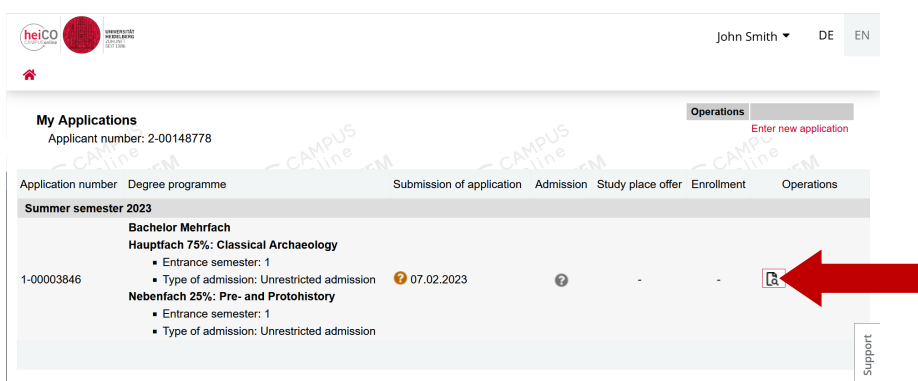 heiCO
CAMPUSonline
UNIVERSITÄT
HEIDELBERG
ZUKUNFT
SEIT 1386
John Smith DE EN
My Applications
Applicant number: 2-00148778
Operations
Enter new application
Application number Degree programme Submission of application Admission Study place offer Enrollment Operations
Summer semester 2023
Bachelor Mehrfach
Hauptfach 75%: Classical Archaeology
▪ Entrance semester: 1
▪ Type of admission: Unrestricted admission
1-00003846 07.02.2023 - -
Nebenfach 25%: Pre- and Protohistory
▪ Entrance semester: 1
▪ Type of admission: Unrestricted admission
Support